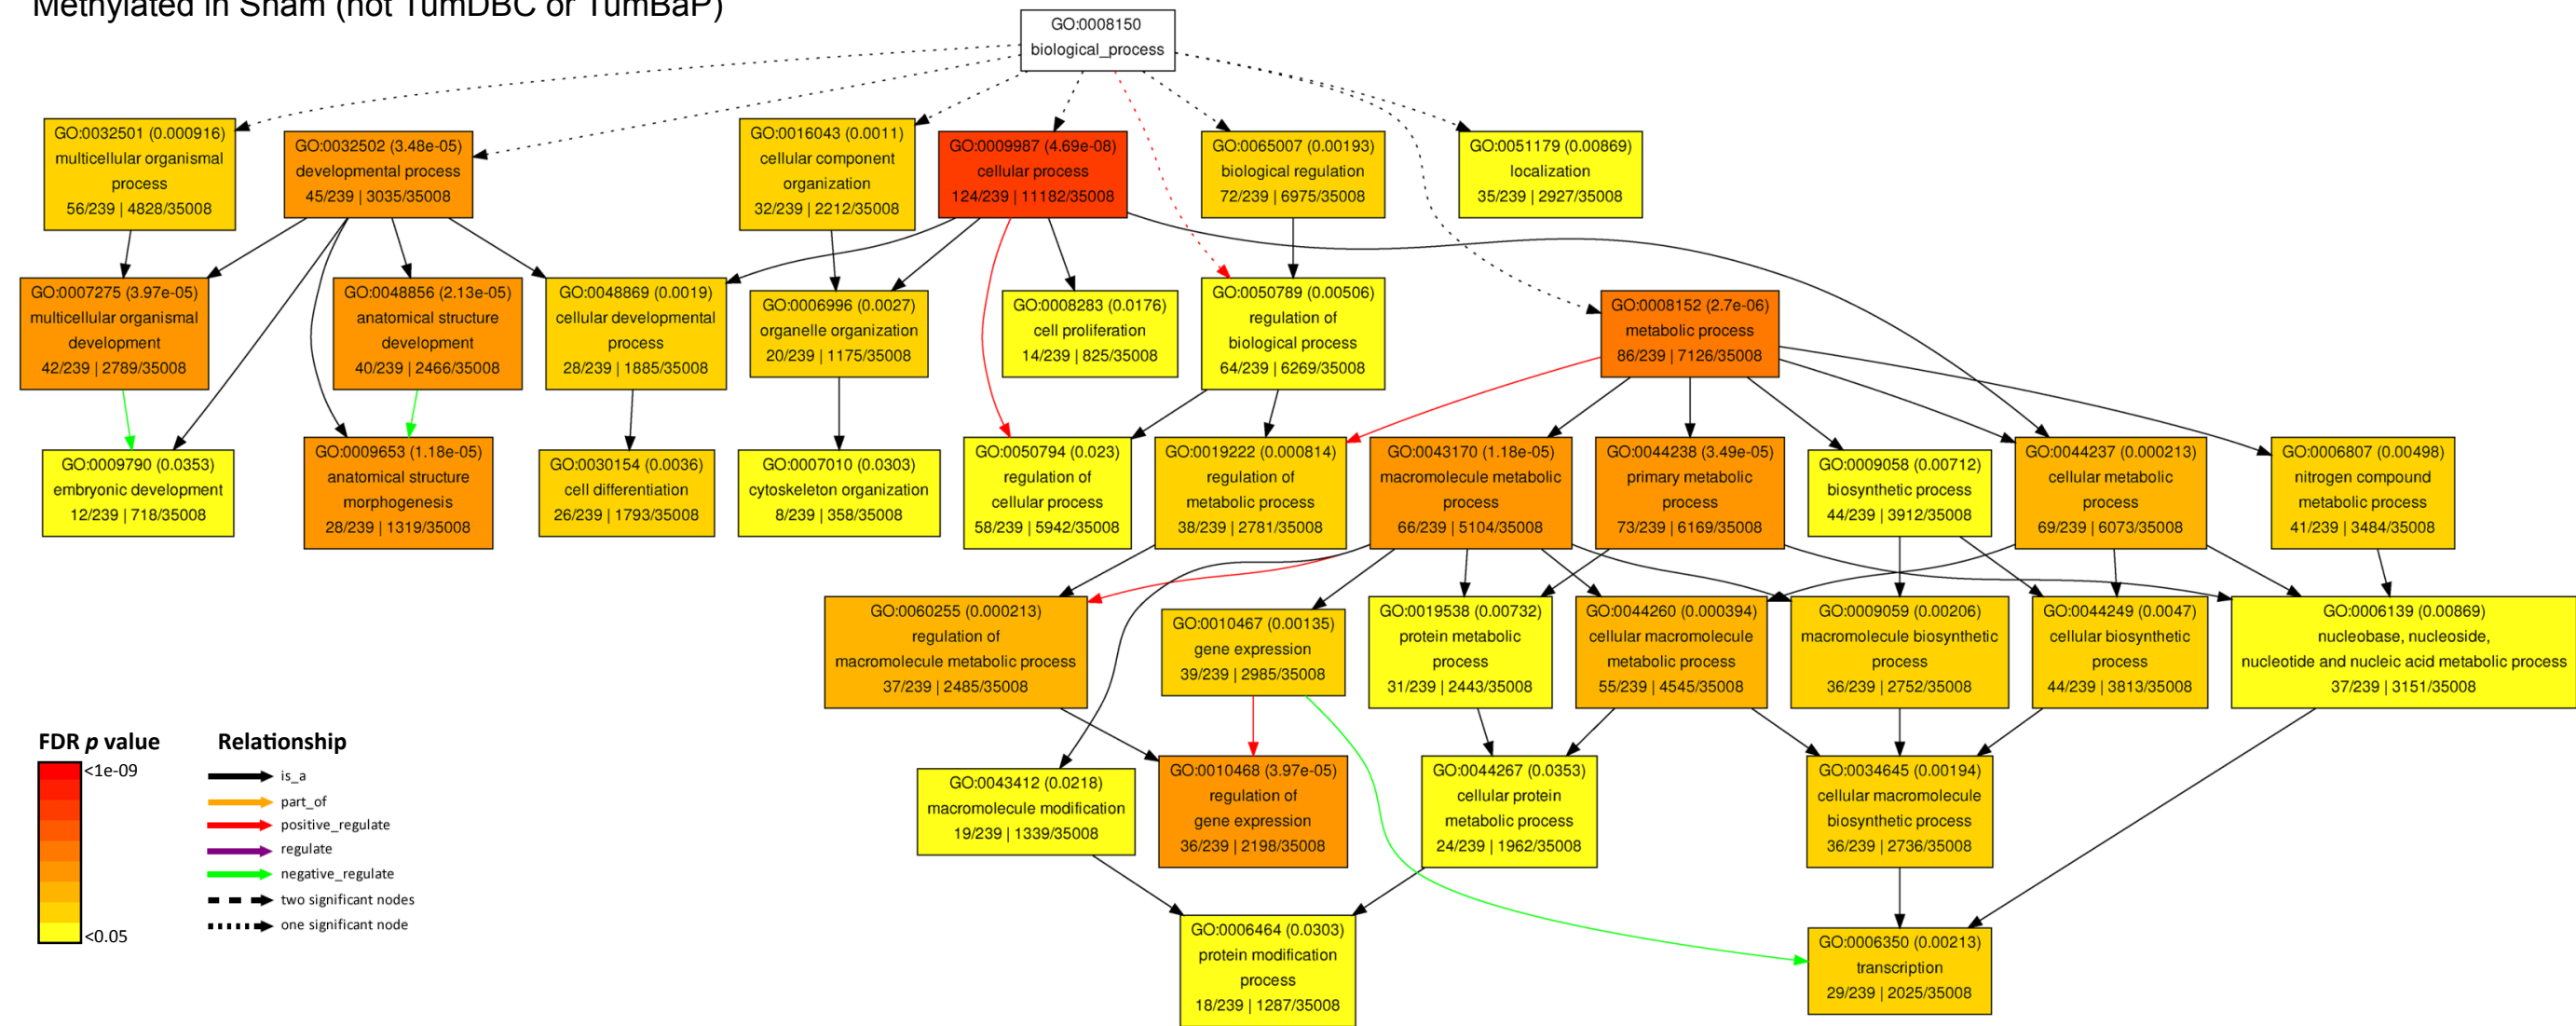 Methylated in Sham (not TumDBC or TumBaP)
GO:0008150
biological_process
GO:0032501 (0.000916)
multicellular organismal
process
56/239 | 4828/35008
GO:0032502 (3.48e-05)
developmental process
45/239 | 3035/35008
GO:0016043 (0.0011)
cellular component
organization
32/239 | 2212/35008
GO:0009987 (4.69e-08)
cellular process
124/239 | 11182/35008
GO:0065007 (0.00193)
biological regulation
72/239 | 6975/35008
GO:0051179 (0.00869)
localization
35/239 | 2927/35008
GO:0007275 (3.97e-05)
multicellular organismal
development
42/239 | 2789/35008
GO:0048856 (2.13e-05)
anatomical structure
development
40/239 | 2466/35008
GO:0048869 (0.0019)
cellular developmental
process
28/239 | 1885/35008
GO:0006996 (0.0027)
organelle organization
20/239 | 1175/35008
GO:0008283 (0.0176)
cell proliferation
14/239 | 825/35008
GO:0050789 (0.00506)
regulation of
biological process
64/239 | 6269/35008
GO:0008152 (2.7e-06)
metabolic process
86/239 | 7126/35008
GO:0009790 (0.0353)
embryonic development
12/239 | 718/35008
GO:0009653 (1.18e-05)
anatomical structure
morphogenesis
28/239 | 1319/35008
GO:0030154 (0.0036)
cell differentiation
26/239 | 1793/35008
GO:0007010 (0.0303)
cytoskeleton organization
8/239 | 358/35008
GO:0050794 (0.023)
regulation of
cellular process
58/239 | 5942/35008
GO:0019222 (0.000814)
regulation of
metabolic process
38/239 | 2781/35008
GO:0043170 (1.18e-05)
macromolecule metabolic
process
66/239 | 5104/35008
GO:0044238 (3.49e-05)
primary metabolic
process
73/239 | 6169/35008
GO:0009058 (0.00712)
biosynthetic process
44/239 | 3912/35008
GO:0044237 (0.000213)
cellular metabolic
process
69/239 | 6073/35008
GO:0006807 (0.00498)
nitrogen compound
metabolic process
41/239 | 3484/35008
GO:0060255 (0.000213)
regulation of
macromolecule metabolic process
37/239 | 2485/35008
GO:0010467 (0.00135)
gene expression
39/239 | 2985/35008
GO:0019538 (0.00732)
protein metabolic
process
31/239 | 2443/35008
GO:0044260 (0.000394)
cellular macromolecule
metabolic process
55/239 | 4545/35008
GO:0009059 (0.00206)
macromolecule biosynthetic
process
36/239 | 2752/35008
GO:0044249 (0.0047)
cellular biosynthetic
process
44/239 | 3813/35008
GO:0006139 (0.00869)
nucleobase, nucleoside,
nucleotide and nucleic acid metabolic process
37/239 | 3151/35008
GO:0043412 (0.0218)
macromolecule modification
19/239 | 1339/35008
GO:0010468 (3.97e-05)
regulation of
gene expression
36/239 | 2198/35008
GO:0044267 (0.0353)
cellular protein
metabolic process
24/239 | 1962/35008
GO:0034645 (0.00194)
cellular macromolecule
biosynthetic process
36/239 | 2736/35008
GO:0006464 (0.0303)
protein modification
process
18/239 | 1287/35008
GO:0006350 (0.00213)
transcription
29/239 | 2025/35008
FDR p value
<1e-09
<0.05
Relationship
is_a
part_of
positive_regulate
regulate
negative_regulate
two significant nodes
one significant node